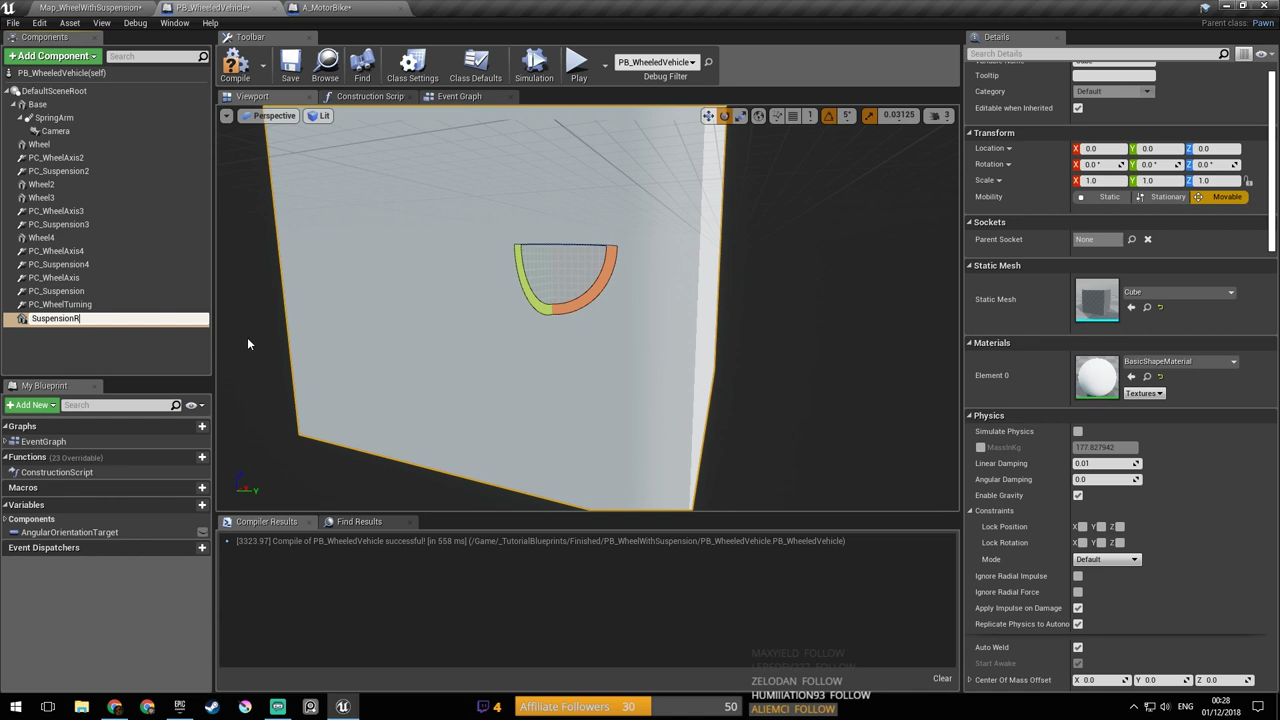 Map_WheelWithSuspension*
PB_WheeledVehicle*
A_MotorBike*
File Edit Asset View Debug Window Help
Parent class: Pawn
Components
+ Add Component
Search
PB_WheeledVehicle(self)
DefaultSceneRoot
Base
SpringArm
Camera
Wheel
PC_WheelAxis2
PC_Suspension2
Wheel2
Wheel3
PC_WheelAxis3
PC_Suspension3
Wheel4
PC_WheelAxis4
PC_Suspension4
PC_WheelAxis
PC_Suspension
PC_WheelTurning
SuspensionR
My Blueprint
+ Add New
Search
Graphs
EventGraph
Functions (23 Overridable)
ConstructionScript
Macros
Variables
Components
AngularOrientationTarget
Event Dispatchers
Toolbar
Compile
Save
Browse
Find
Class Settings
Class Defaults
Simulation
Play
PB_WheeledVehicle
Debug Filter
Viewport
Construction Scrip
Event Graph
Perspective
Lit
1
5°
0.03125
3
Y
Compiler Results
Find Results
[3323.97] Compile of PB_WheeledVehicle successful! [in 558 ms] (/Game/_TutorialBlueprints/Finished/PB_WheelWithSuspension/PB_WheeledVehicle.PB_WheeledVehicle)
Clear
Details
Search Details
Tooltip
Category Default
Editable when Inherited
Transform
Location X 0.0 Y 0.0 Z 0.0
Rotation X 0.0 ° Y 0.0 ° Z 0.0 °
Scale X 1.0 Y 1.0 Z 1.0
Mobility Static Stationary Movable
Sockets
Parent Socket None
Static Mesh
Static Mesh Cube
Materials
Element 0 BasicShapeMaterial
Textures
Physics
Simulate Physics
MassInKg 177.827942
Linear Damping 0.01
Angular Damping 0.0
Enable Gravity
Constraints
Lock Position X Y Z
Lock Rotation X Y Z
Mode Default
Ignore Radial Impulse
Ignore Radial Force
Apply Impulse on Damage
Replicate Physics to Autono
Auto Weld
Start Awake
Center Of Mass Offset X 0.0 Y 0.0 Z 0.0
MAXYIELD FOLLOW
ZELODAN FOLLOW
HUMIIIATION93 FOLLOW
ALIEMCI FOLLOW
4
Affiliate Followers 30 50
00:28
01/12/2018